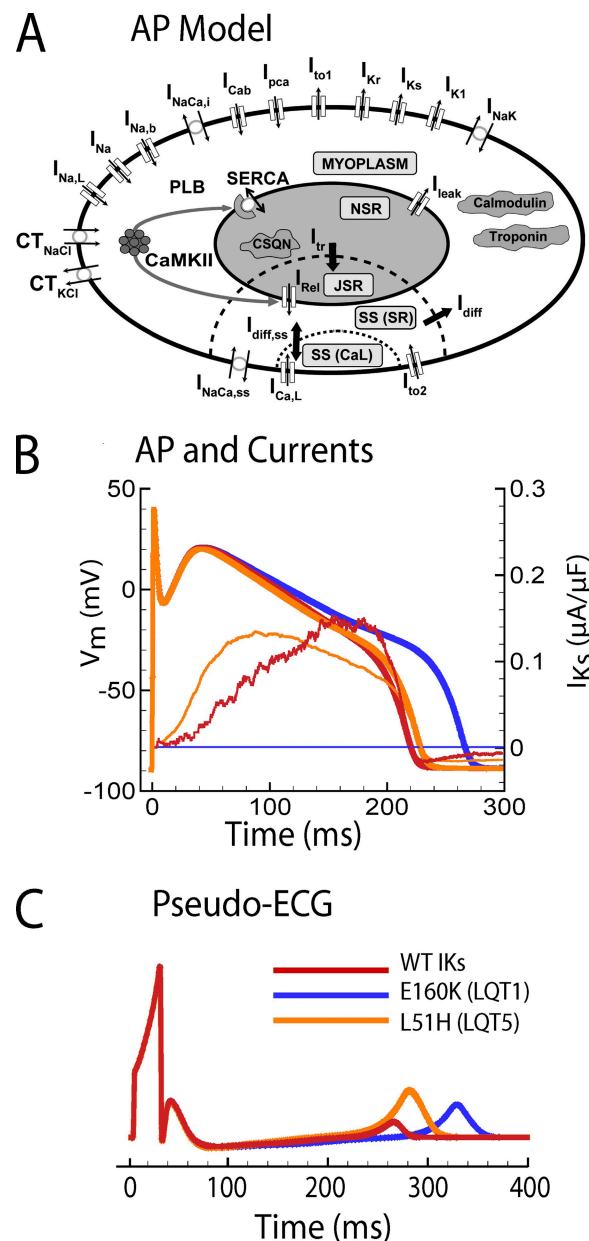 A AP Model
I_Na,L
I_Na
I_Na,b
I_NaCa,i
I_Cab
I_pca
I_to1
I_Kr
I_Ks
I_K1
I_NaK
MYOPLASM
PLB
SERCA
NSR
I_leak
Calmodulin
Troponin
CT_NaCl
CT_KCl
CaMKII
CSQN
I_tr
I_Rel
JSR
SS (SR)
I_diff
I_diff,ss
SS (CaL)
I_NaCa,ss
I_Ca,L
I_to2
B AP and Currents
50
0
-50
-100
V_m (mV)
0.3
0.2
0.1
0
I_Ks (µA/µF)
0 100 200 300
Time (ms)
C Pseudo-ECG
WT IKs
E160K (LQT1)
L51H (LQT5)
0 100 200 300 400
Time (ms)